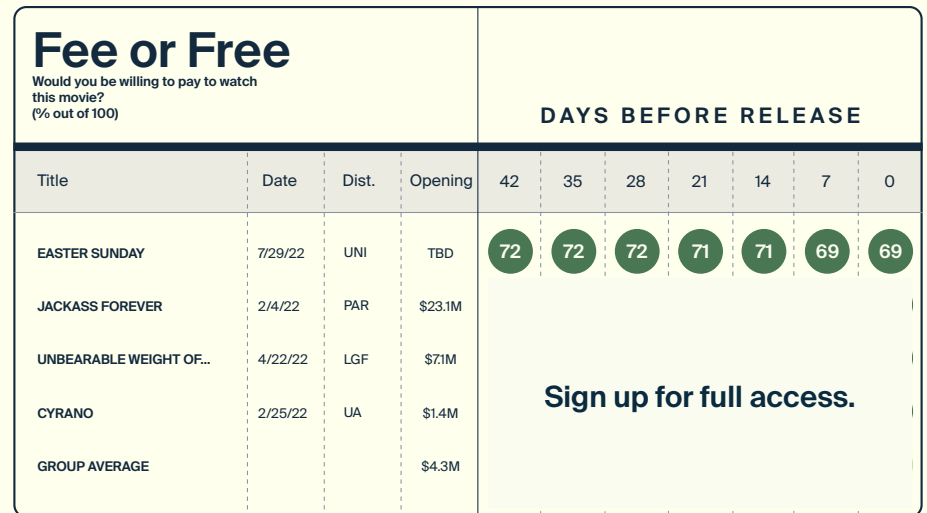 Fee or Free
Would you be willing to pay to watch
this movie?
(% out of 100)
DAYS BEFORE RELEASE
Title Date Dist. Opening 42 35 28 21 14 7 0
EASTER SUNDAY 7/29/22 UNI TBD 72 72 72 71 71 69 69
JACKASS FOREVER 2/4/22 PAR $23.1M
UNBEARABLE WEIGHT OF... 4/22/22 LGF $7.1M
Sign up for full access.
CYRANO 2/25/22 UA $1.4M
GROUP AVERAGE $4.3M